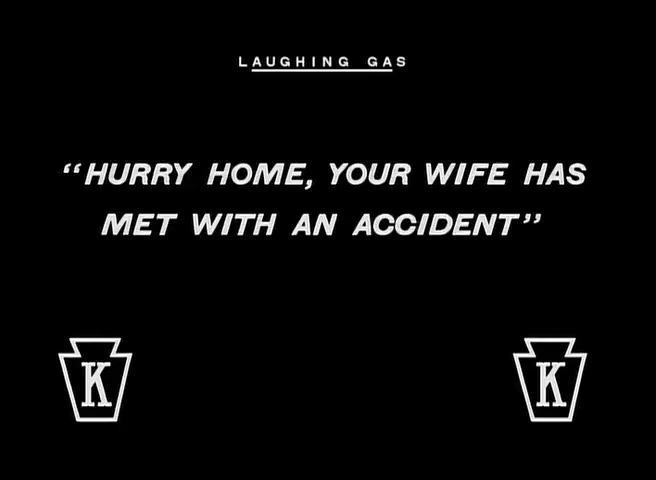 LAUGHING GAS
“HURRY HOME, YOUR WIFE HAS
MET WITH AN ACCIDENT”
K K